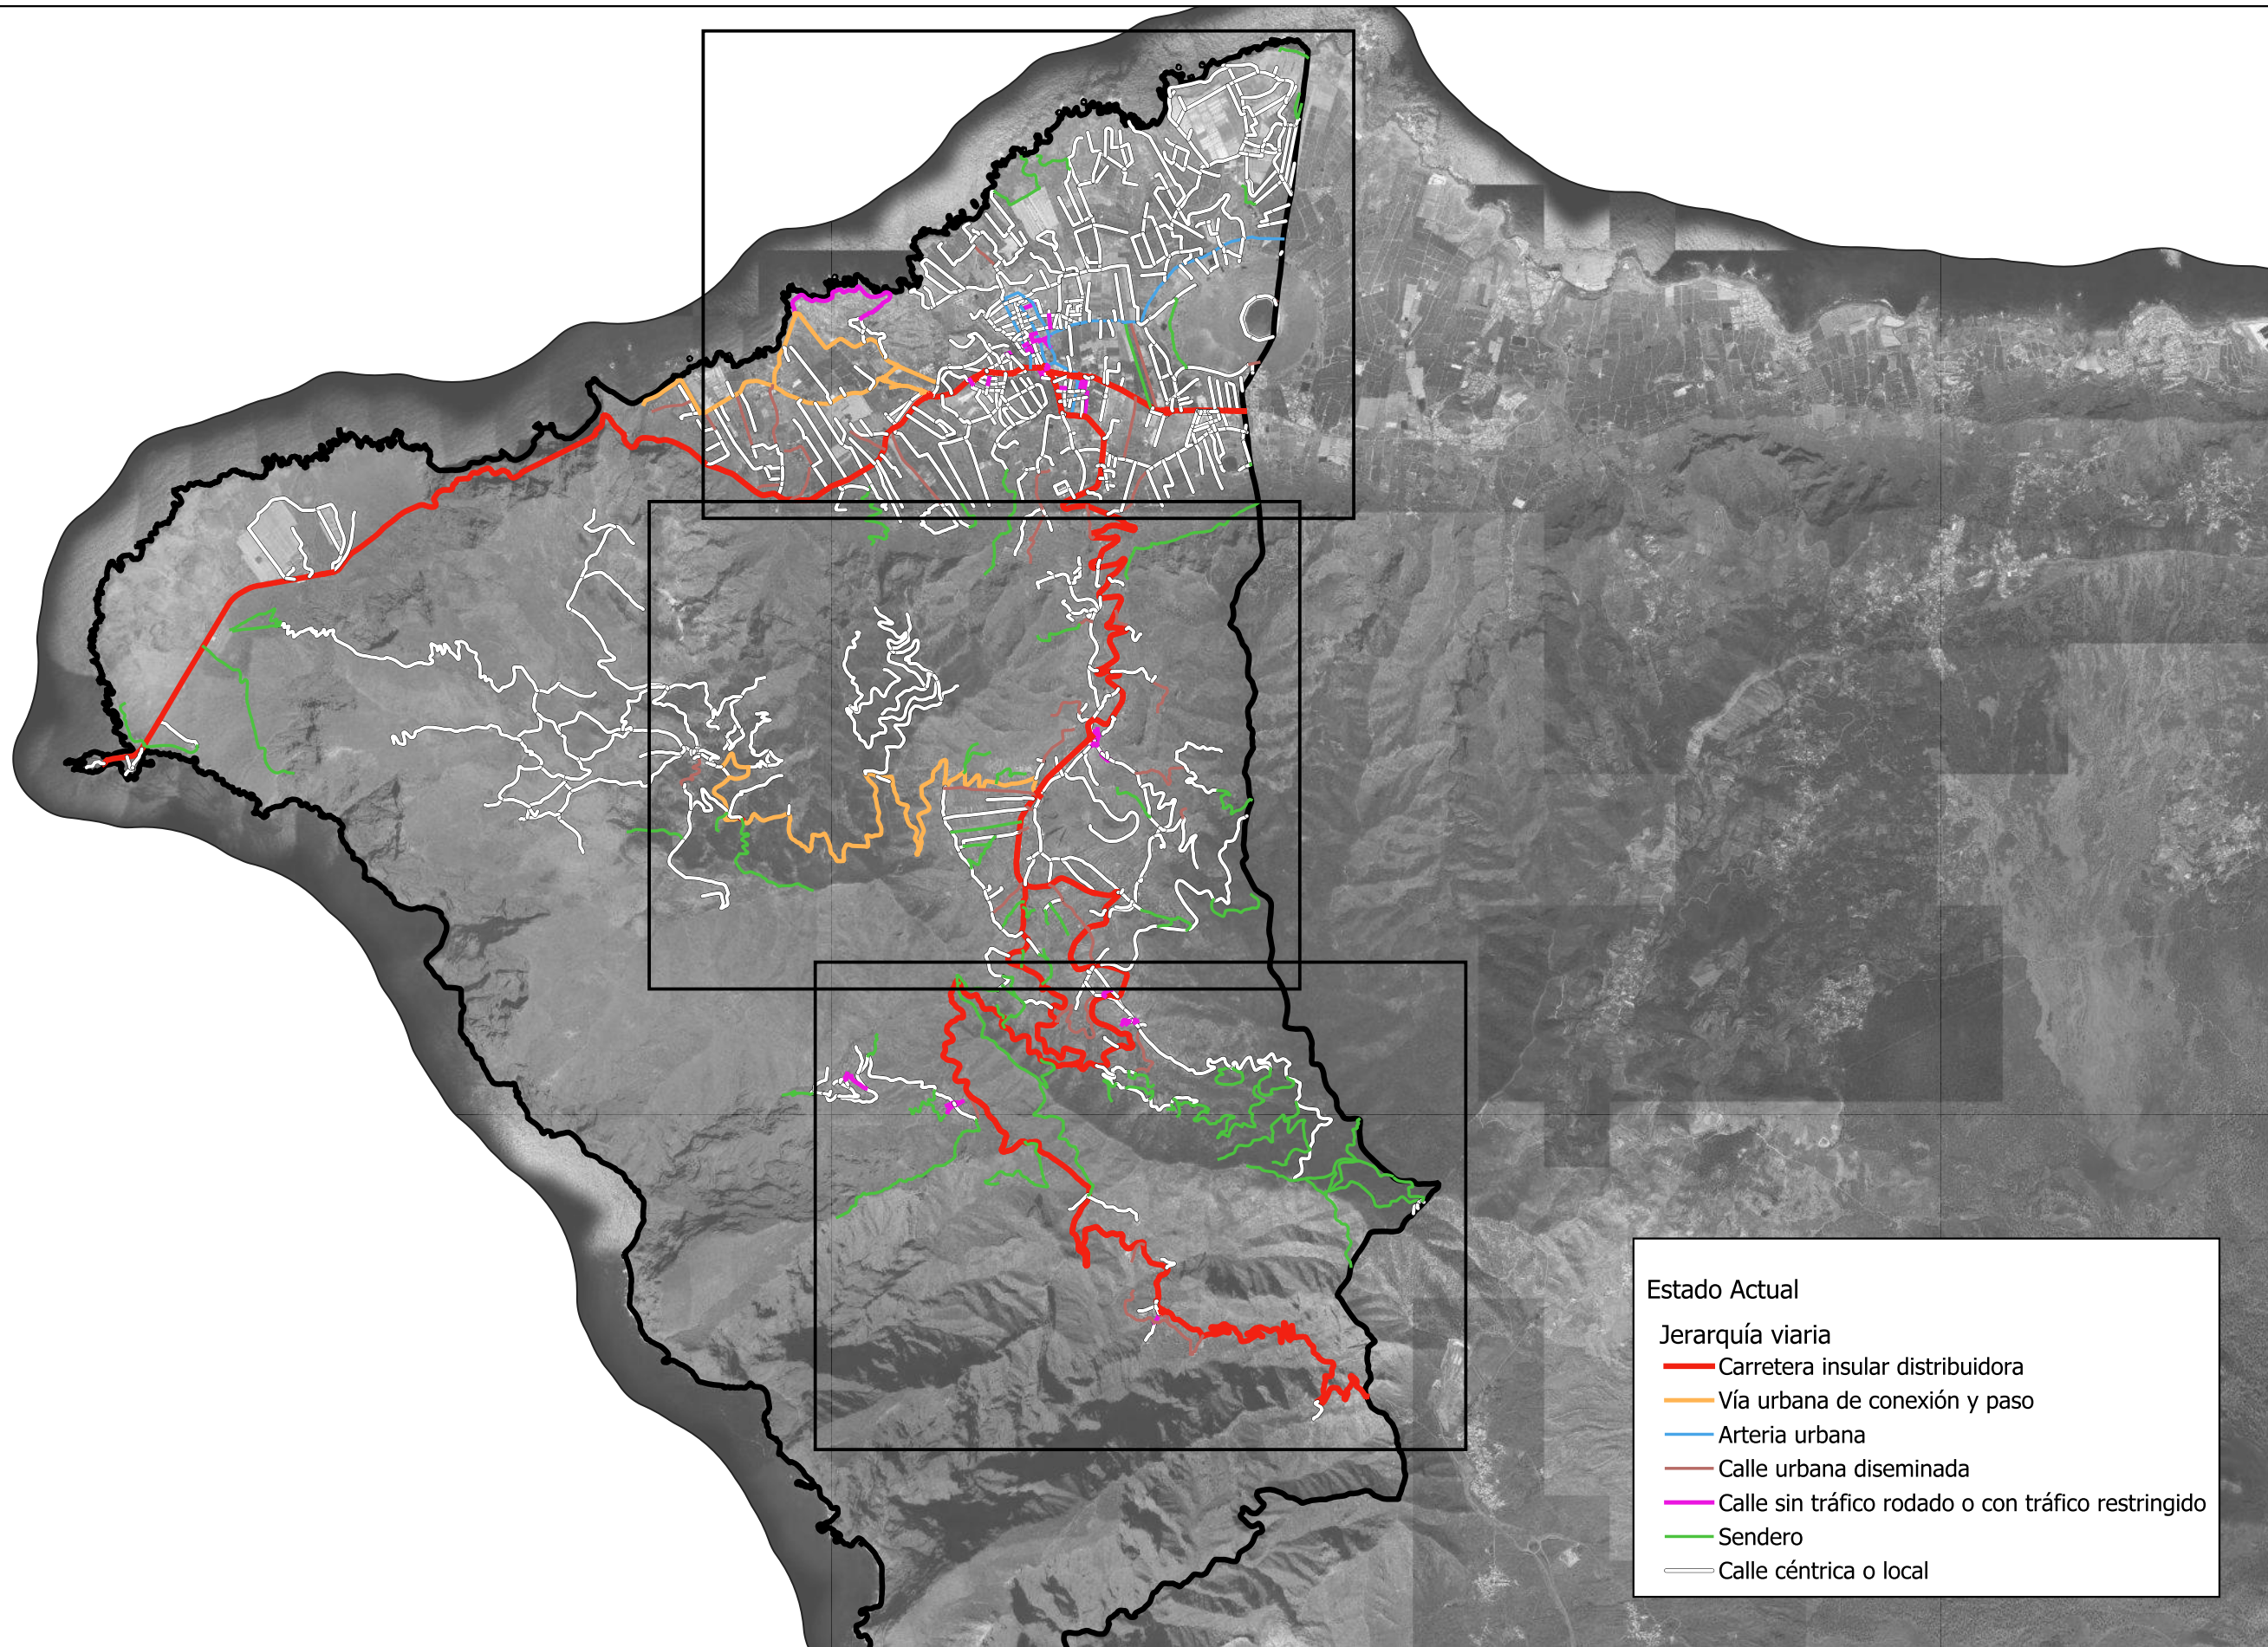 Estado Actual
Jerarquía viaria
Carretera insular distribuidora
Vía urbana de conexión y paso
Arteria urbana
Calle urbana diseminada
Calle sin tráfico rodado o con tráfico restringido
Sendero
Calle céntrica o local